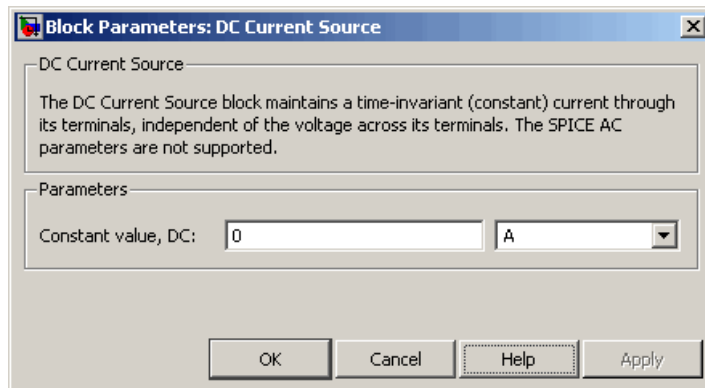 Block Parameters: DC Current Source
DC Current Source
The DC Current Source block maintains a time-invariant (constant) current through
its terminals, independent of the voltage across its terminals. The SPICE AC
parameters are not supported.
Parameters
Constant value, DC: 0 A
OK Cancel Help Apply